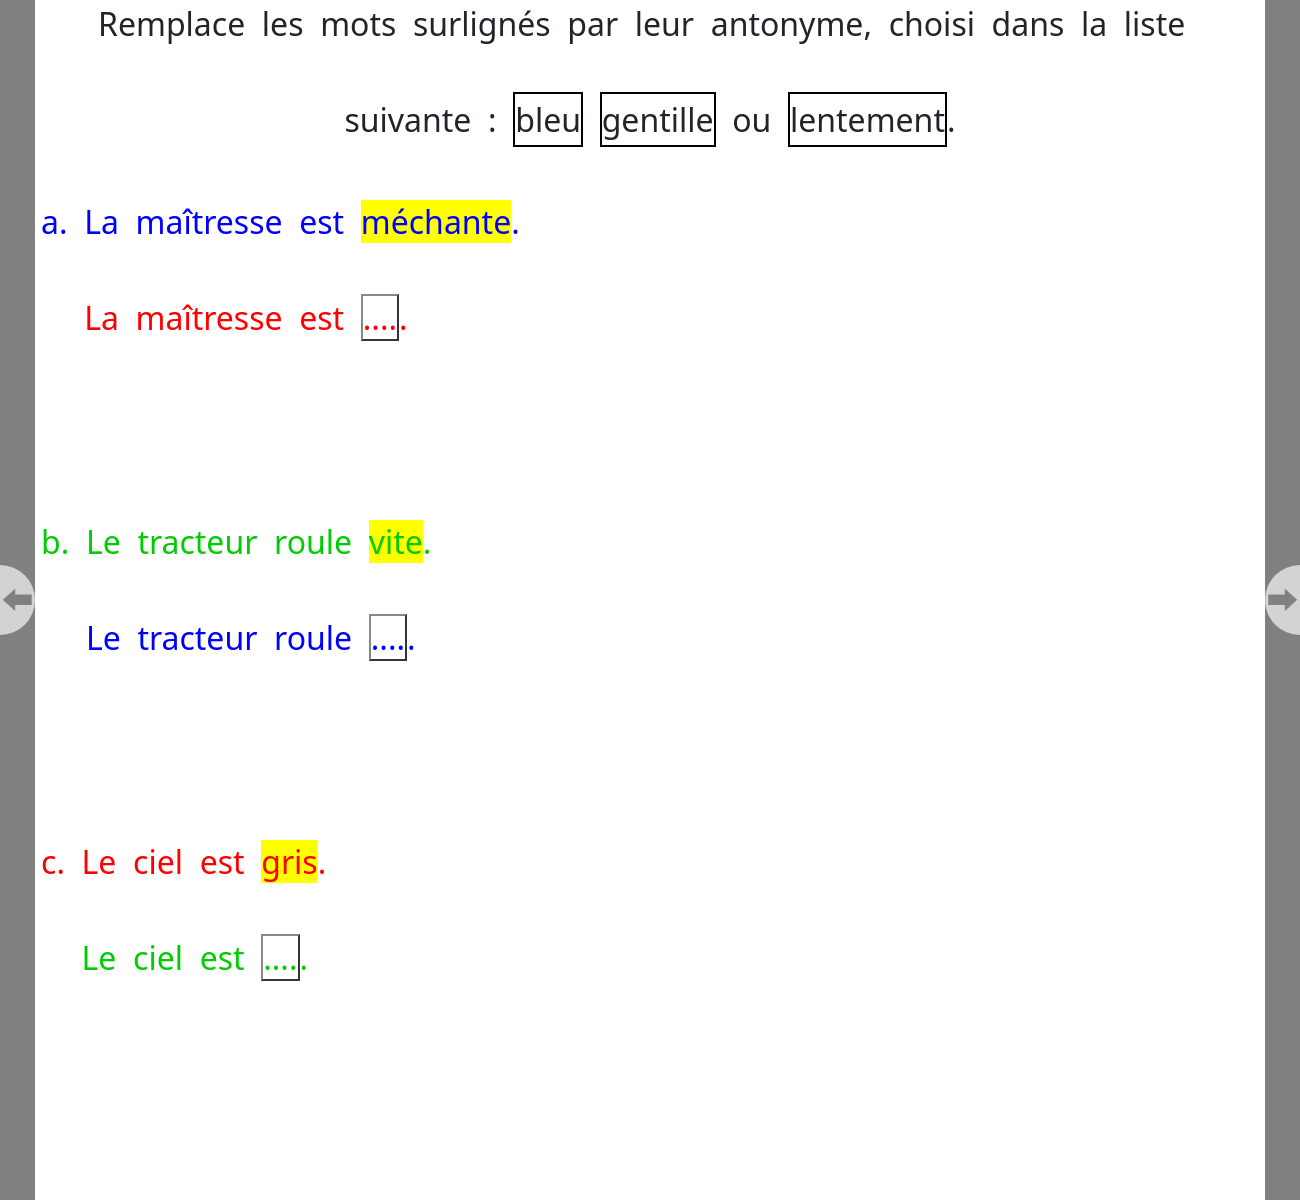 Remplace les mots surlignés par leur antonyme, choisi dans la liste
suivante : bleu gentille ou lentement.
a. La maîtresse est méchante.
La maîtresse est .....
b. Le tracteur roule vite.
Le tracteur roule .....
c. Le ciel est gris.
Le ciel est .....